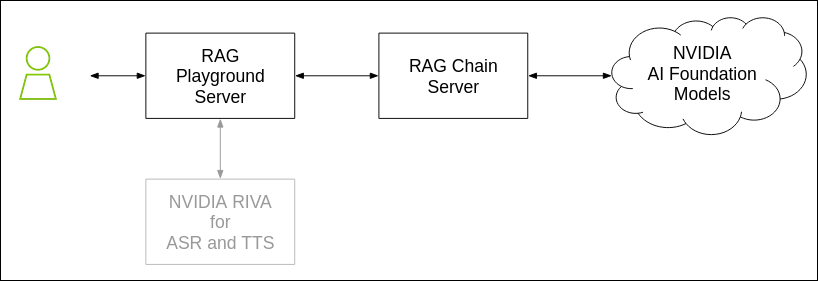 RAG
Playground
Server
RAG Chain
Server
NVIDIA
AI Foundation
Models
NVIDIA RIVA
for
ASR and TTS